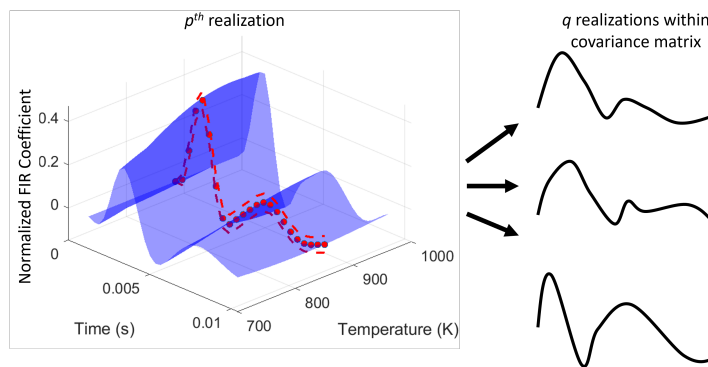 pth realization
q realizations within
covariance matrix
Normalized FIR Coefficient
0.4
0.2
0
0
0.005
0.01
Time (s)
700
800
900
1000
Temperature (K)